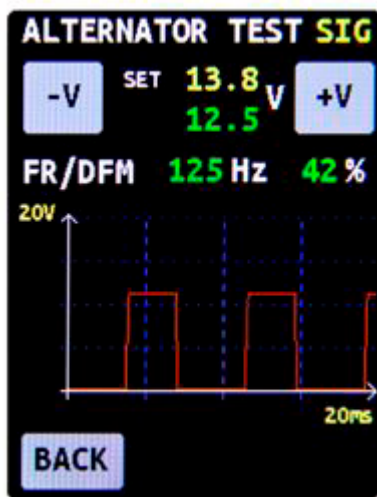 ALTERNATOR TEST SIG
-V SET 13.8 V +V
12.5
FR/DFM 125 Hz 42 %
20V
20ms
BACK